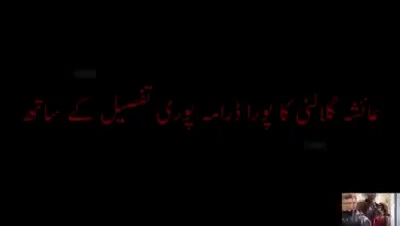 عائشہ گلالئی کا پورا ڈرامہ پوری تفصیل کے ساتھ